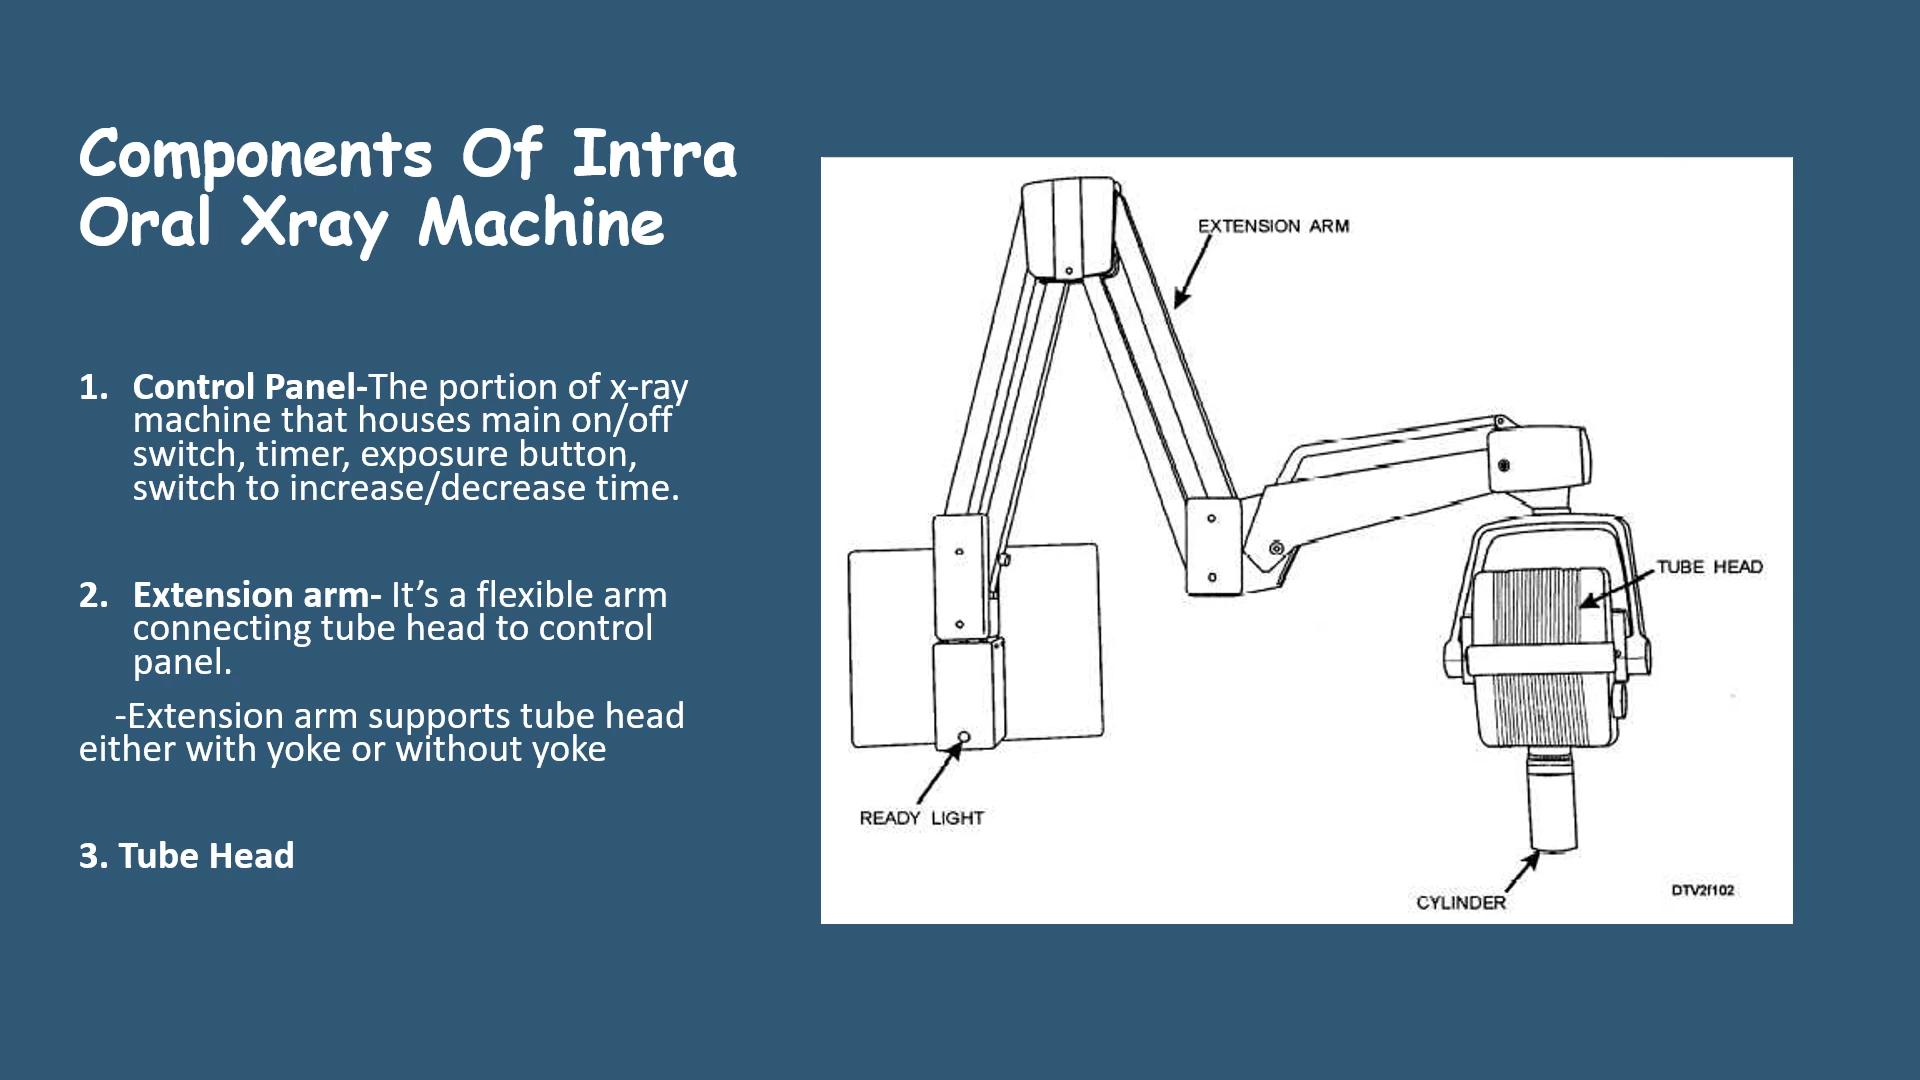 Components Of Intra
Oral Xray Machine
1. Control Panel-The portion of x-ray
machine that houses main on/off
switch, timer, exposure button,
switch to increase/decrease time.
2. Extension arm- It’s a flexible arm
connecting tube head to control
panel.
-Extension arm supports tube head
either with yoke or without yoke
3. Tube Head
EXTENSION ARM
TUBE HEAD
READY LIGHT
CYLINDER
DTV2f102